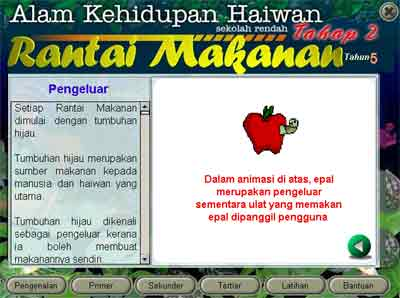 Alam Kehidupan Haiwan
sekolah rendah Tahap 2
Rantai Makanan Tahun 5
Pengeluar
Setiap Rantai Makanan
dimulai dengan tumbuhan
hijau.
Tumbuhan hijau merupakan
sumber makanan kepada
manusia dan haiwan yang
utama.
Tumbuhan hijau dikenali
sebagai pengeluar kerana
ia boleh membuat
makanannya sendiri.
Dalam animasi di atas, epal
merupakan pengeluar
sementara ulat yang memakan
epal dipanggil pengguna
Pengenalan Primer Sekunder Tertier Latihan Bantuan